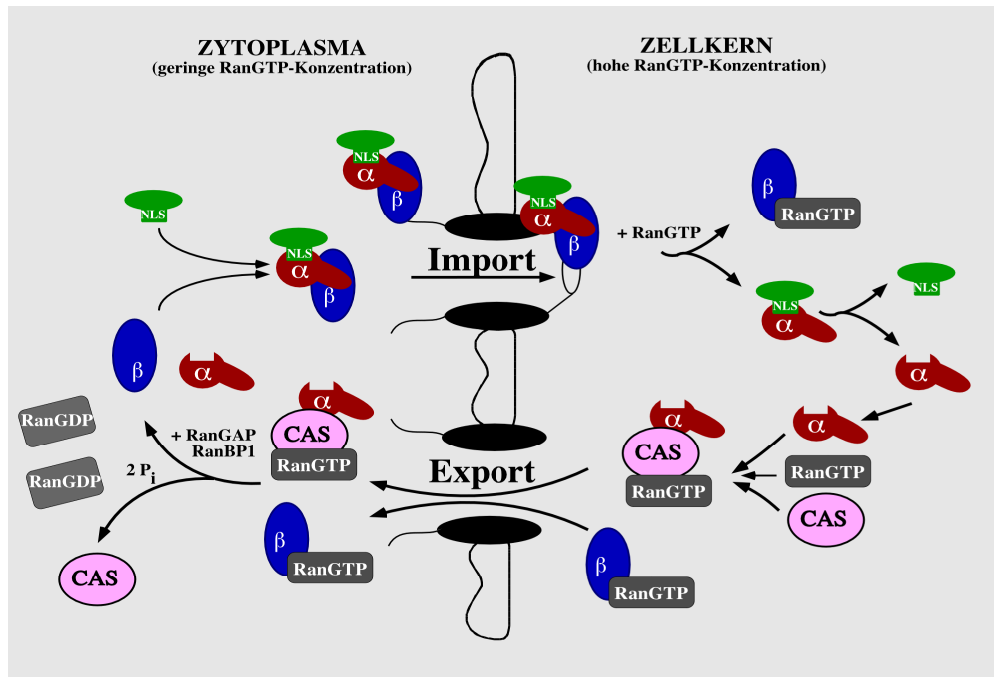 ZYTOPLASMA
(geringe RanGTP-Konzentration)
ZELLKERN
(hohe RanGTP-Konzentration)
NLS
α
β
NLS
α
β
β
RanGTP
NLS
NLS
α
β
+ RanGTP
Import
NLS
α
NLS
β
α
α
α
α
α
RanGDP
+ RanGAP
RanBP1
CAS
RanGTP
Export
CAS
RanGTP
RanGTP
RanGDP
2 Pi
CAS
β
RanGTP
β
RanGTP
CAS